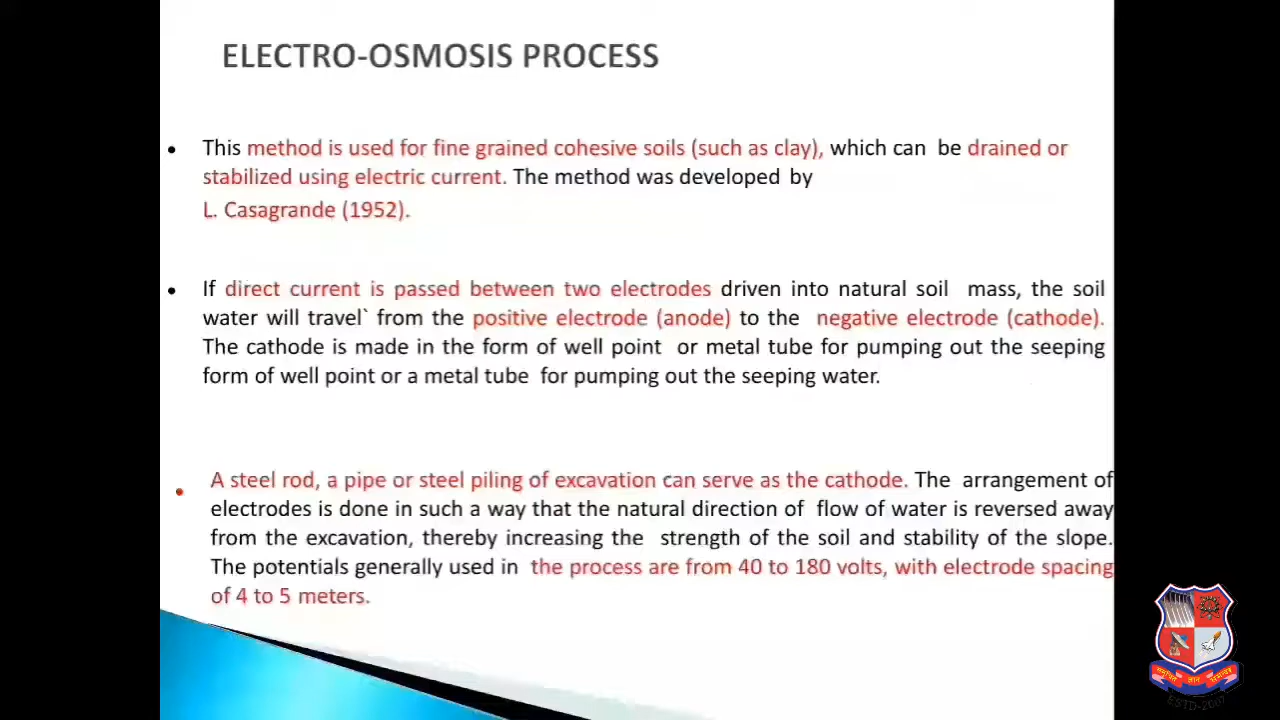 ELECTRO-OSMOSIS PROCESS
• This method is used for fine grained cohesive soils (such as clay), which can be drained or
stabilized using electric current. The method was developed by
L. Casagrande (1952).
• If direct current is passed between two electrodes driven into natural soil mass, the soil
water will travel` from the positive electrode (anode) to the negative electrode (cathode).
The cathode is made in the form of well point or metal tube for pumping out the seeping
form of well point or a metal tube for pumping out the seeping water.
• A steel rod, a pipe or steel piling of excavation can serve as the cathode. The arrangement of
electrodes is done in such a way that the natural direction of flow of water is reversed away
from the excavation, thereby increasing the strength of the soil and stability of the slope.
The potentials generally used in the process are from 40 to 180 volts, with electrode spacing
of 4 to 5 meters.